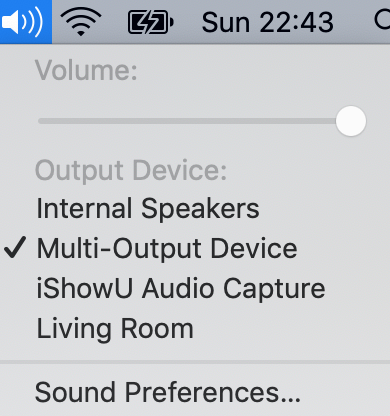 Sun 22:43
Volume:
Output Device:
Internal Speakers
Multi-Output Device
iShowU Audio Capture
Living Room
Sound Preferences...